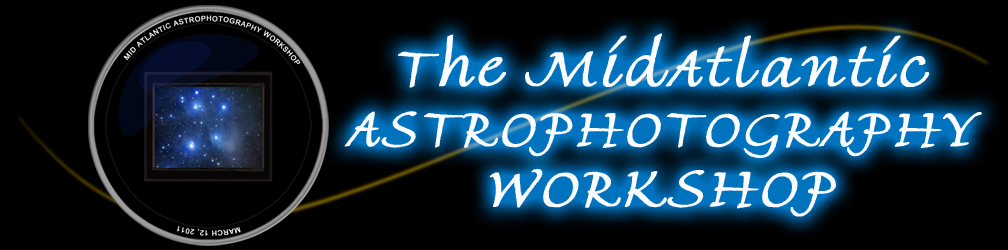 MID ATLANTIC ASTROPHOTOGRAPHY WORKSHOP
MARCH 12, 2011
The MidAtlantic
ASTROPHOTOGRAPHY
WORKSHOP